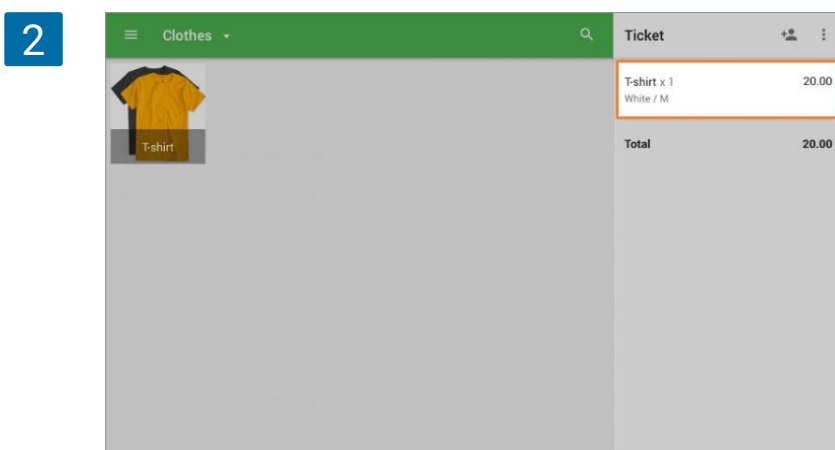 2
Clothes
T-shirt
Ticket
T-shirt x 1 20.00
White / M
Total 20.00